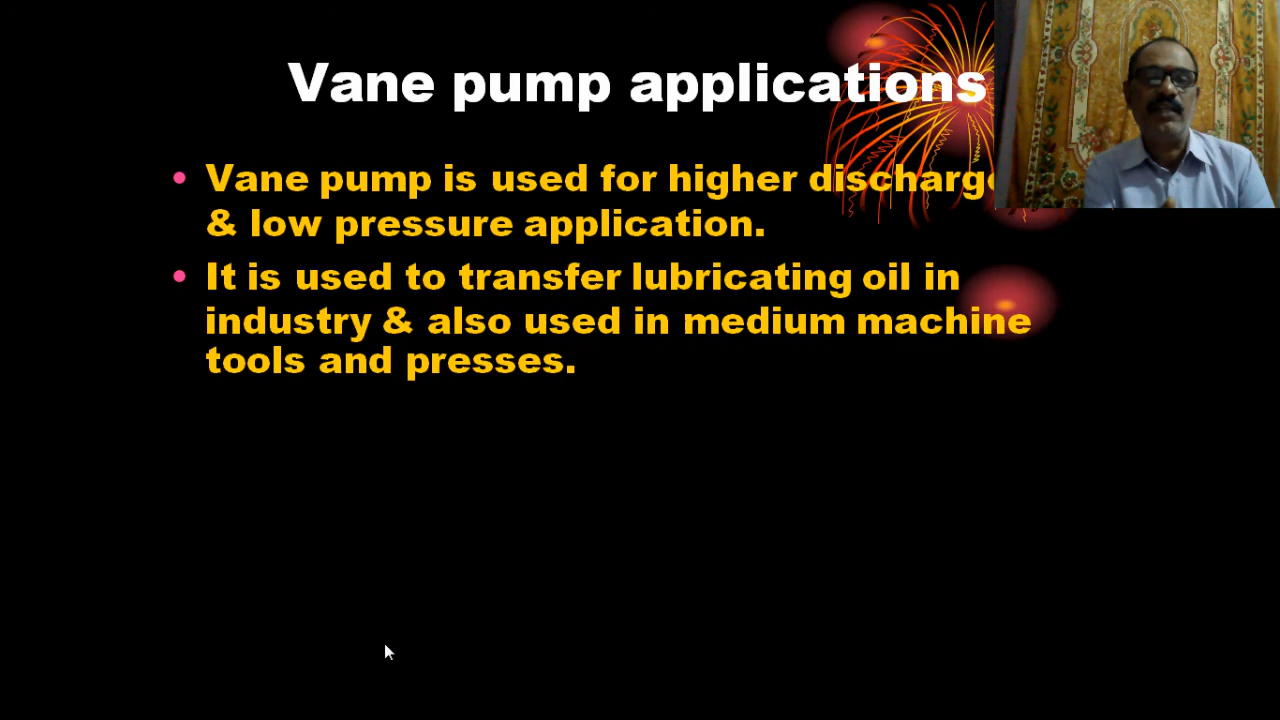 Vane pump applications
• Vane pump is used for higher discharge
& low pressure application.
• It is used to transfer lubricating oil in
industry & also used in medium machine
tools and presses.